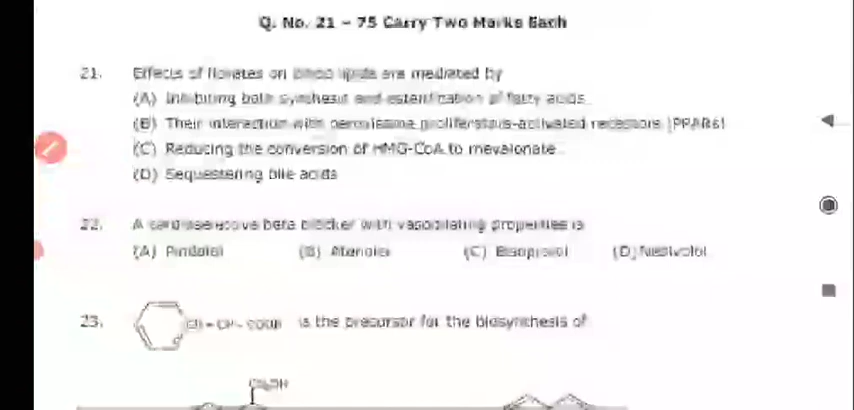 Q. No. 21 – 75 Carry Two Marks Each
21. Effects of fibrates on blood lipids are mediated by
(A) Inhibiting both synthesis and esterification of fatty acids
(B) Their interaction with peroxisome proliferators-activated receptors (PPARs)
(C) Reducing the conversion of HMG-CoA to mevalonate
(D) Sequestering bile acids
22. A cardioselective beta blocker with vasodilating properties is
(A) Pindolol (B) Atenolol (C) Bisoprolol (D) Nebivolol
23. is the precursor for the biosynthesis of